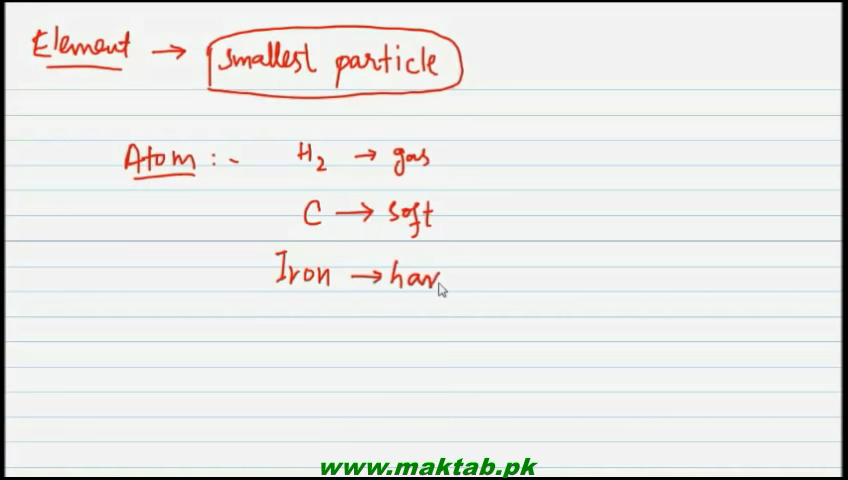 Element → smallest particle
Atom :- H2 → gas
C → soft
Iron → har
www.maktab.pk